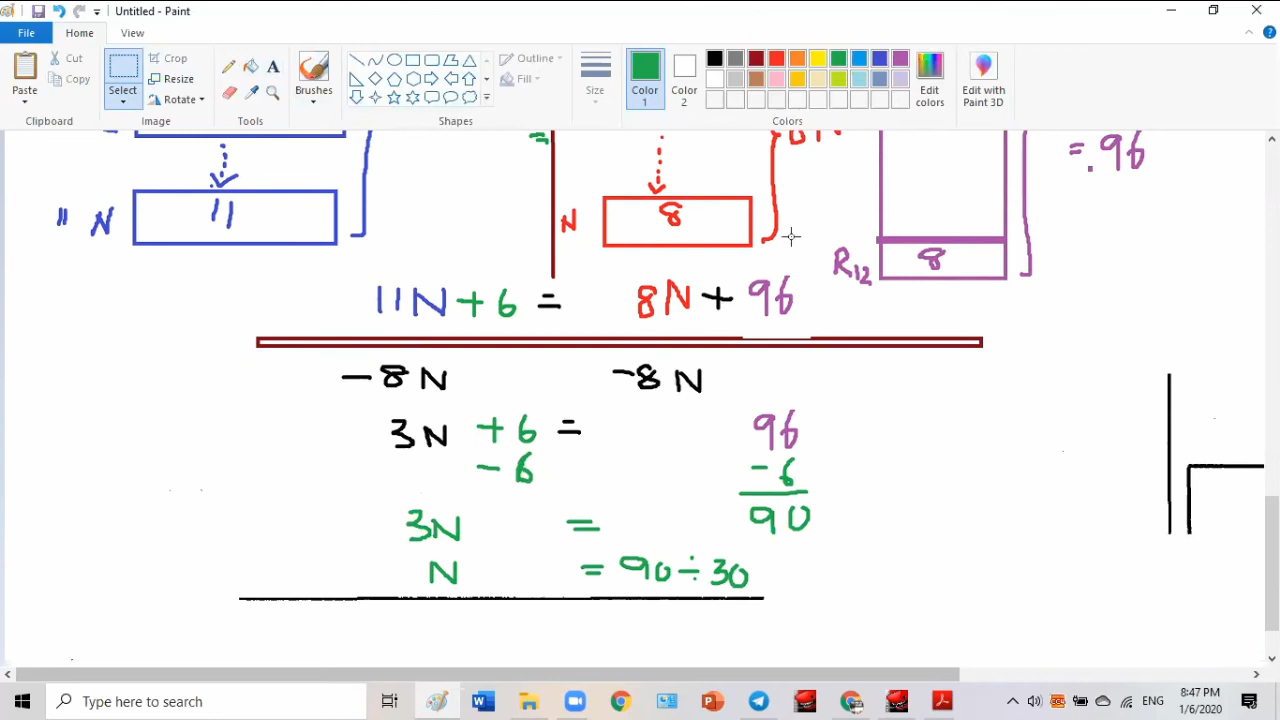 Untitled - Paint
File
Home
View
Paste
Cut
Copy
Clipboard
Select
Crop
Resize
Rotate
Image
Tools
Brushes
Shapes
Outline
Fill
Size
Color 1
Color 2
Edit colors
Edit with Paint 3D
Colors
= .96
=
" N 11
N 8
R12 8
11N + 6 = 8N + 96
-8N -8N
3N + 6 = 96
- 6 - 6
3N = 90
N = 90 ÷ 30
Type here to search
ENG
8:47 PM
1/6/2020